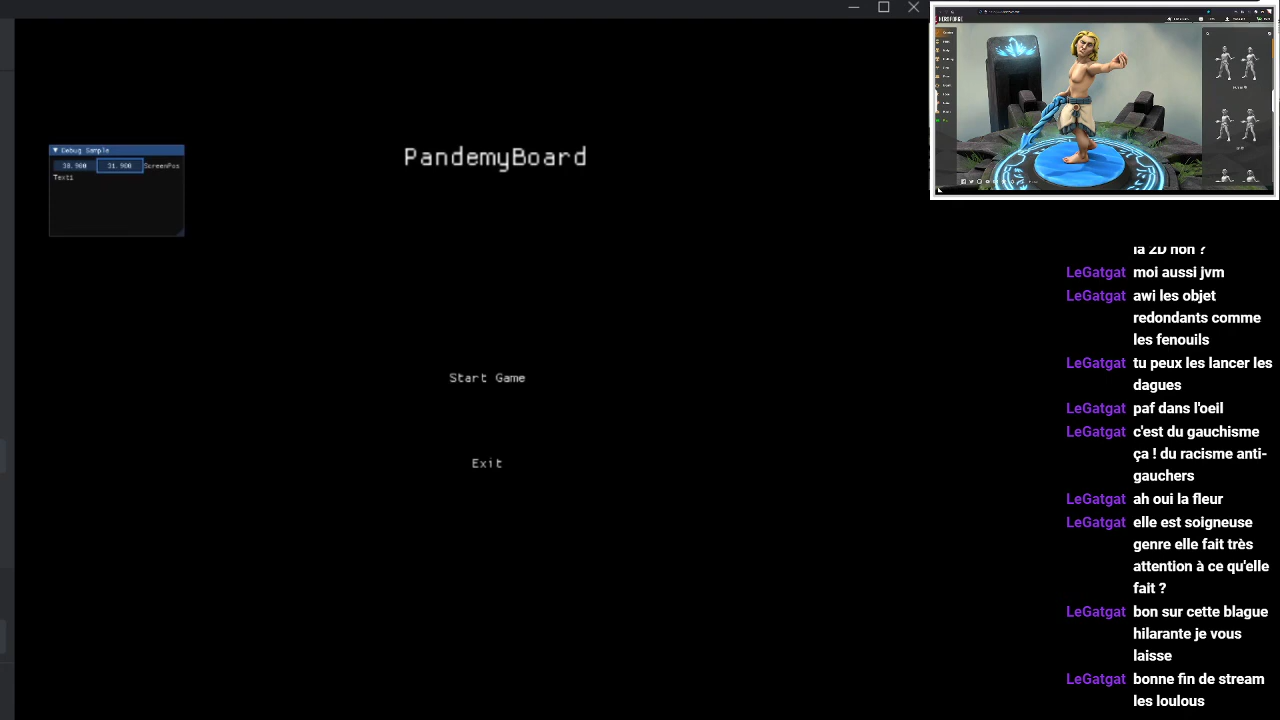 HEROFORGE
Debug Sample
38.900 31.900 ScreenPos
Text1
PandemyBoard
Start Game
Exit
la 2D non ?
LeGatgat moi aussi jvm
LeGatgat awi les objet
redondants comme
les fenouils
LeGatgat tu peux les lancer les
dagues
LeGatgat paf dans l'oeil
LeGatgat c'est du gauchisme
ça ! du racisme anti-
gauchers
LeGatgat ah oui la fleur
LeGatgat elle est soigneuse
genre elle fait très
attention à ce qu'elle
fait ?
LeGatgat bon sur cette blague
hilarante je vous
laisse
LeGatgat bonne fin de stream
les loulous